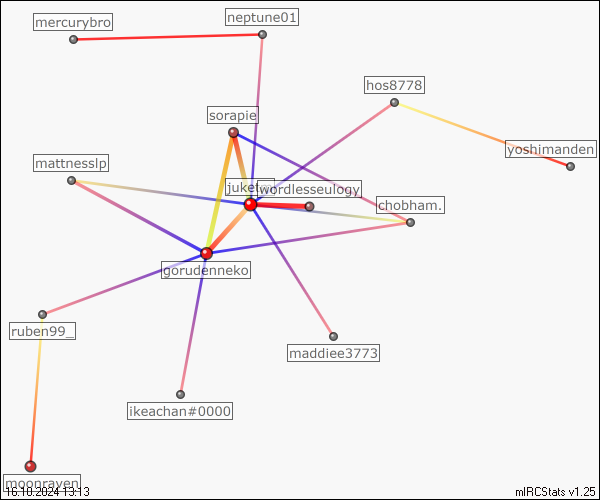 neptune01
mercurybro
hos8778
sorapie
yoshimanden
mattnesslp
wordlesseulogy
chobham.
gorudenneko
ruben99_
maddiee3773
ikeachan#0000
moonraven
16.10.2024 13:13
mIRCStats v1.25